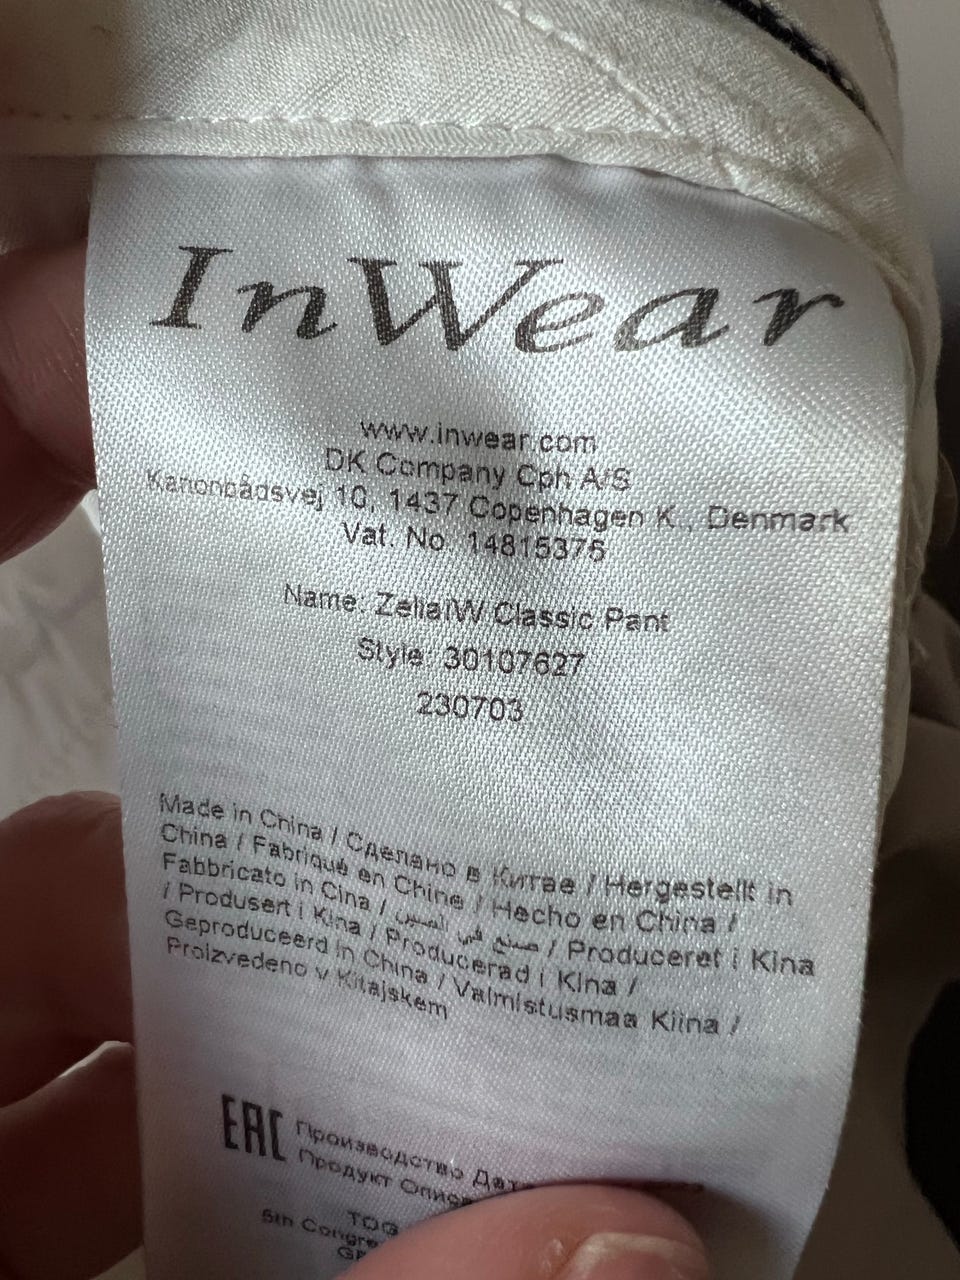 InWear
www.inwear.com
DK Company Cph A/S
Kanonbådsvej 10, 1437 Copenhagen K., Denmark
Vat. No. 14815375
Name: ZeliaIW Classic Pant
Style: 30107627
230703
Made in China / Сделано в Китае / Hergestellt in
China / Fabriqué en Chine / Hecho en China /
Fabbricato in Cina / صنع في الصين / Produceret i Kina
/ Produsert i Kina / Producerad i Kina /
Geproduceerd in China / Valmistusmaa Kiina /
Proizvedeno v Kitajskem
EAC
Производство
Продукт
TOG
5th